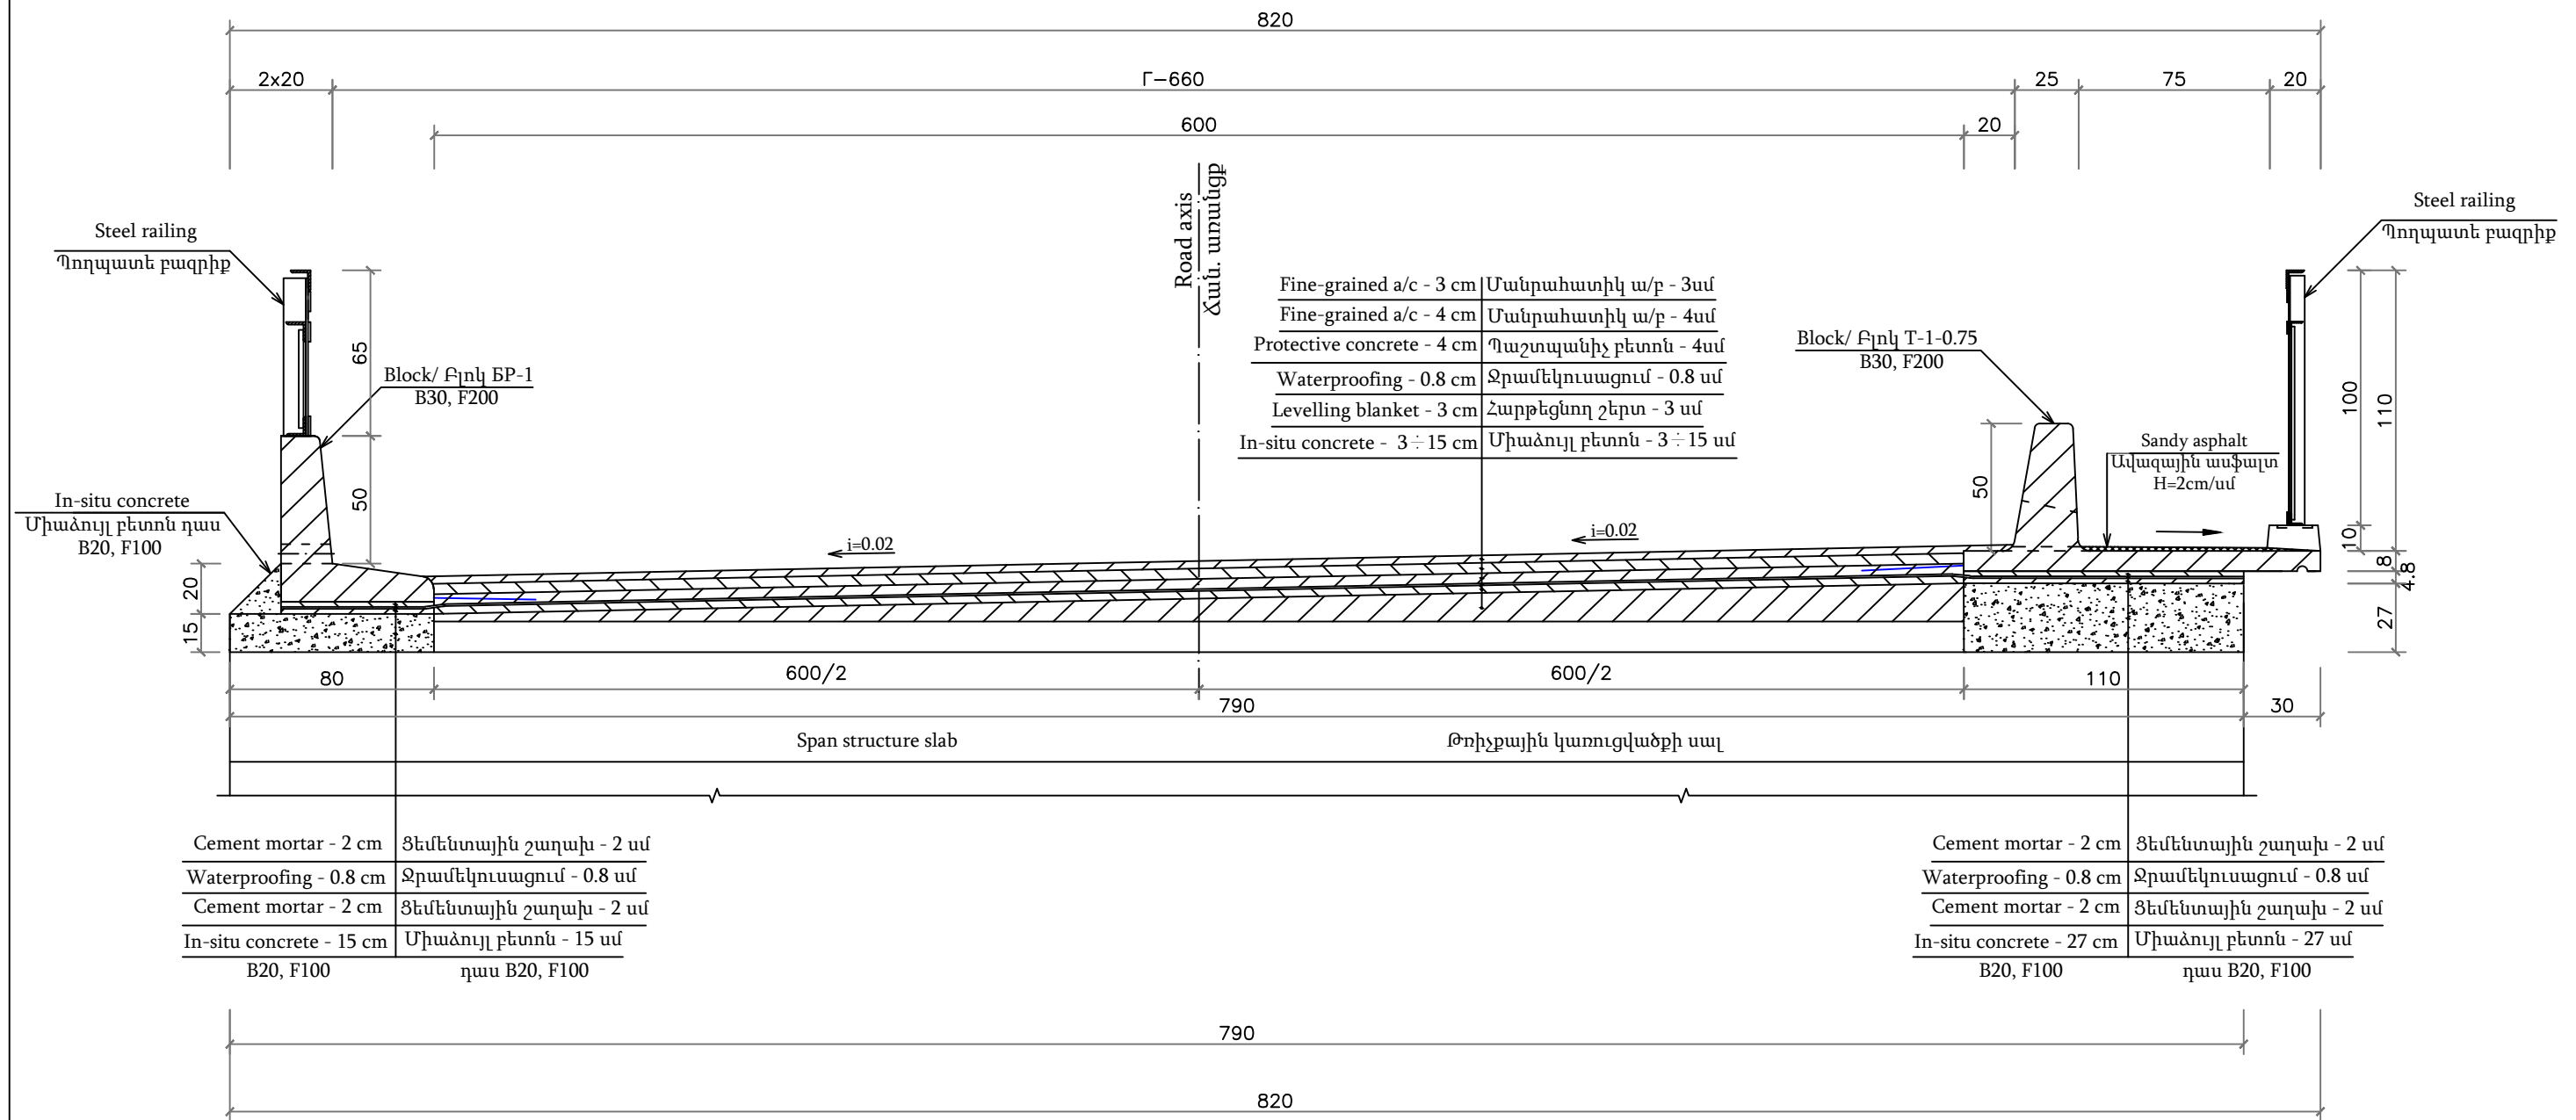 820
2x20
Г-660
25
75
20
600
20
Road axis
Ճան. առանցք
Steel railing
Պողպատե բազրիք
Steel railing
Պողպատե բազրիք
65
50
Block/ Բլոկ БР-1
B30, F200
Fine-grained a/c - 3 cm Մանրահատիկ ա/բ - 3սմ
Fine-grained a/c - 4 cm Մանրահատիկ ա/բ - 4սմ
Protective concrete - 4 cm Պաշտպանիչ բետոն - 4սմ
Waterproofing - 0.8 cm Ջրամեկուսացում - 0.8 սմ
Levelling blanket - 3 cm Հարթեցնող շերտ - 3 սմ
In-situ concrete - 3÷15 cm Միաձույլ բետոն - 3÷15 սմ
Block/ Բլոկ T-1-0.75
B30, F200
50
Sandy asphalt
Ավազային ասֆալտ
H=2cm/սմ
100
110
10
8
4.8
27
In-situ concrete
Միաձույլ բետոն դաս
B20, F100
20
15
i=0.02
i=0.02
80
600/2
600/2
110
790
30
Span structure slab
Թռիչքային կառուցվածքի սալ
Cement mortar - 2 cm Ցեմենտային շաղախ - 2 սմ
Waterproofing - 0.8 cm Ջրամեկուսացում - 0.8 սմ
Cement mortar - 2 cm Ցեմենտային շաղախ - 2 սմ
In-situ concrete - 15 cm Միաձույլ բետոն - 15 սմ
B20, F100 դաս B20, F100
Cement mortar - 2 cm Ցեմենտային շաղախ - 2 սմ
Waterproofing - 0.8 cm Ջրամեկուսացում - 0.8 սմ
Cement mortar - 2 cm Ցեմենտային շաղախ - 2 սմ
In-situ concrete - 27 cm Միաձույլ բետոն - 27 սմ
B20, F100 դաս B20, F100
790
820